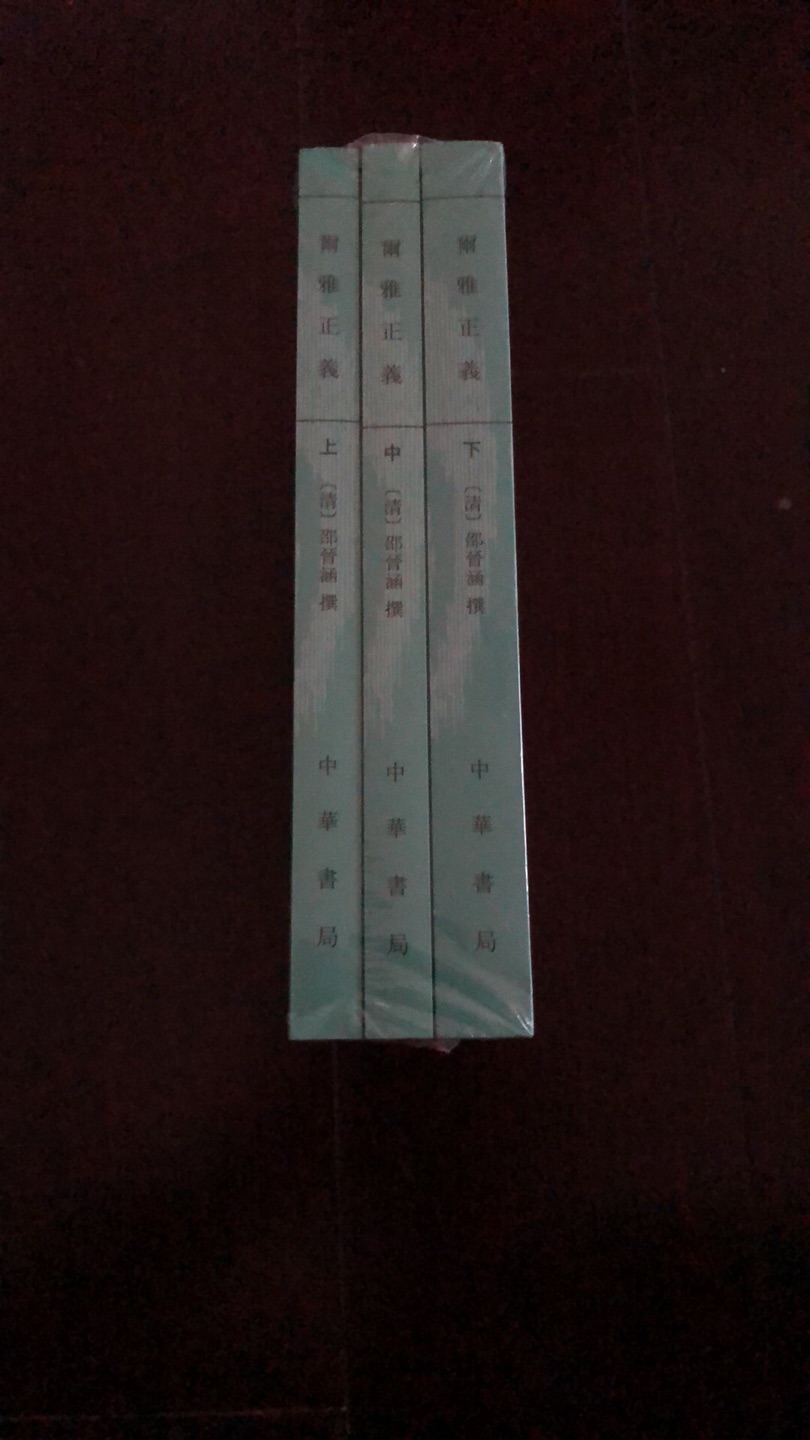 爾雅正義
上
〔清〕邵晉涵 撰
中華書局
爾雅正義
中
〔清〕邵晉涵 撰
中華書局
爾雅正義
下
〔清〕邵晉涵 撰
中華書局